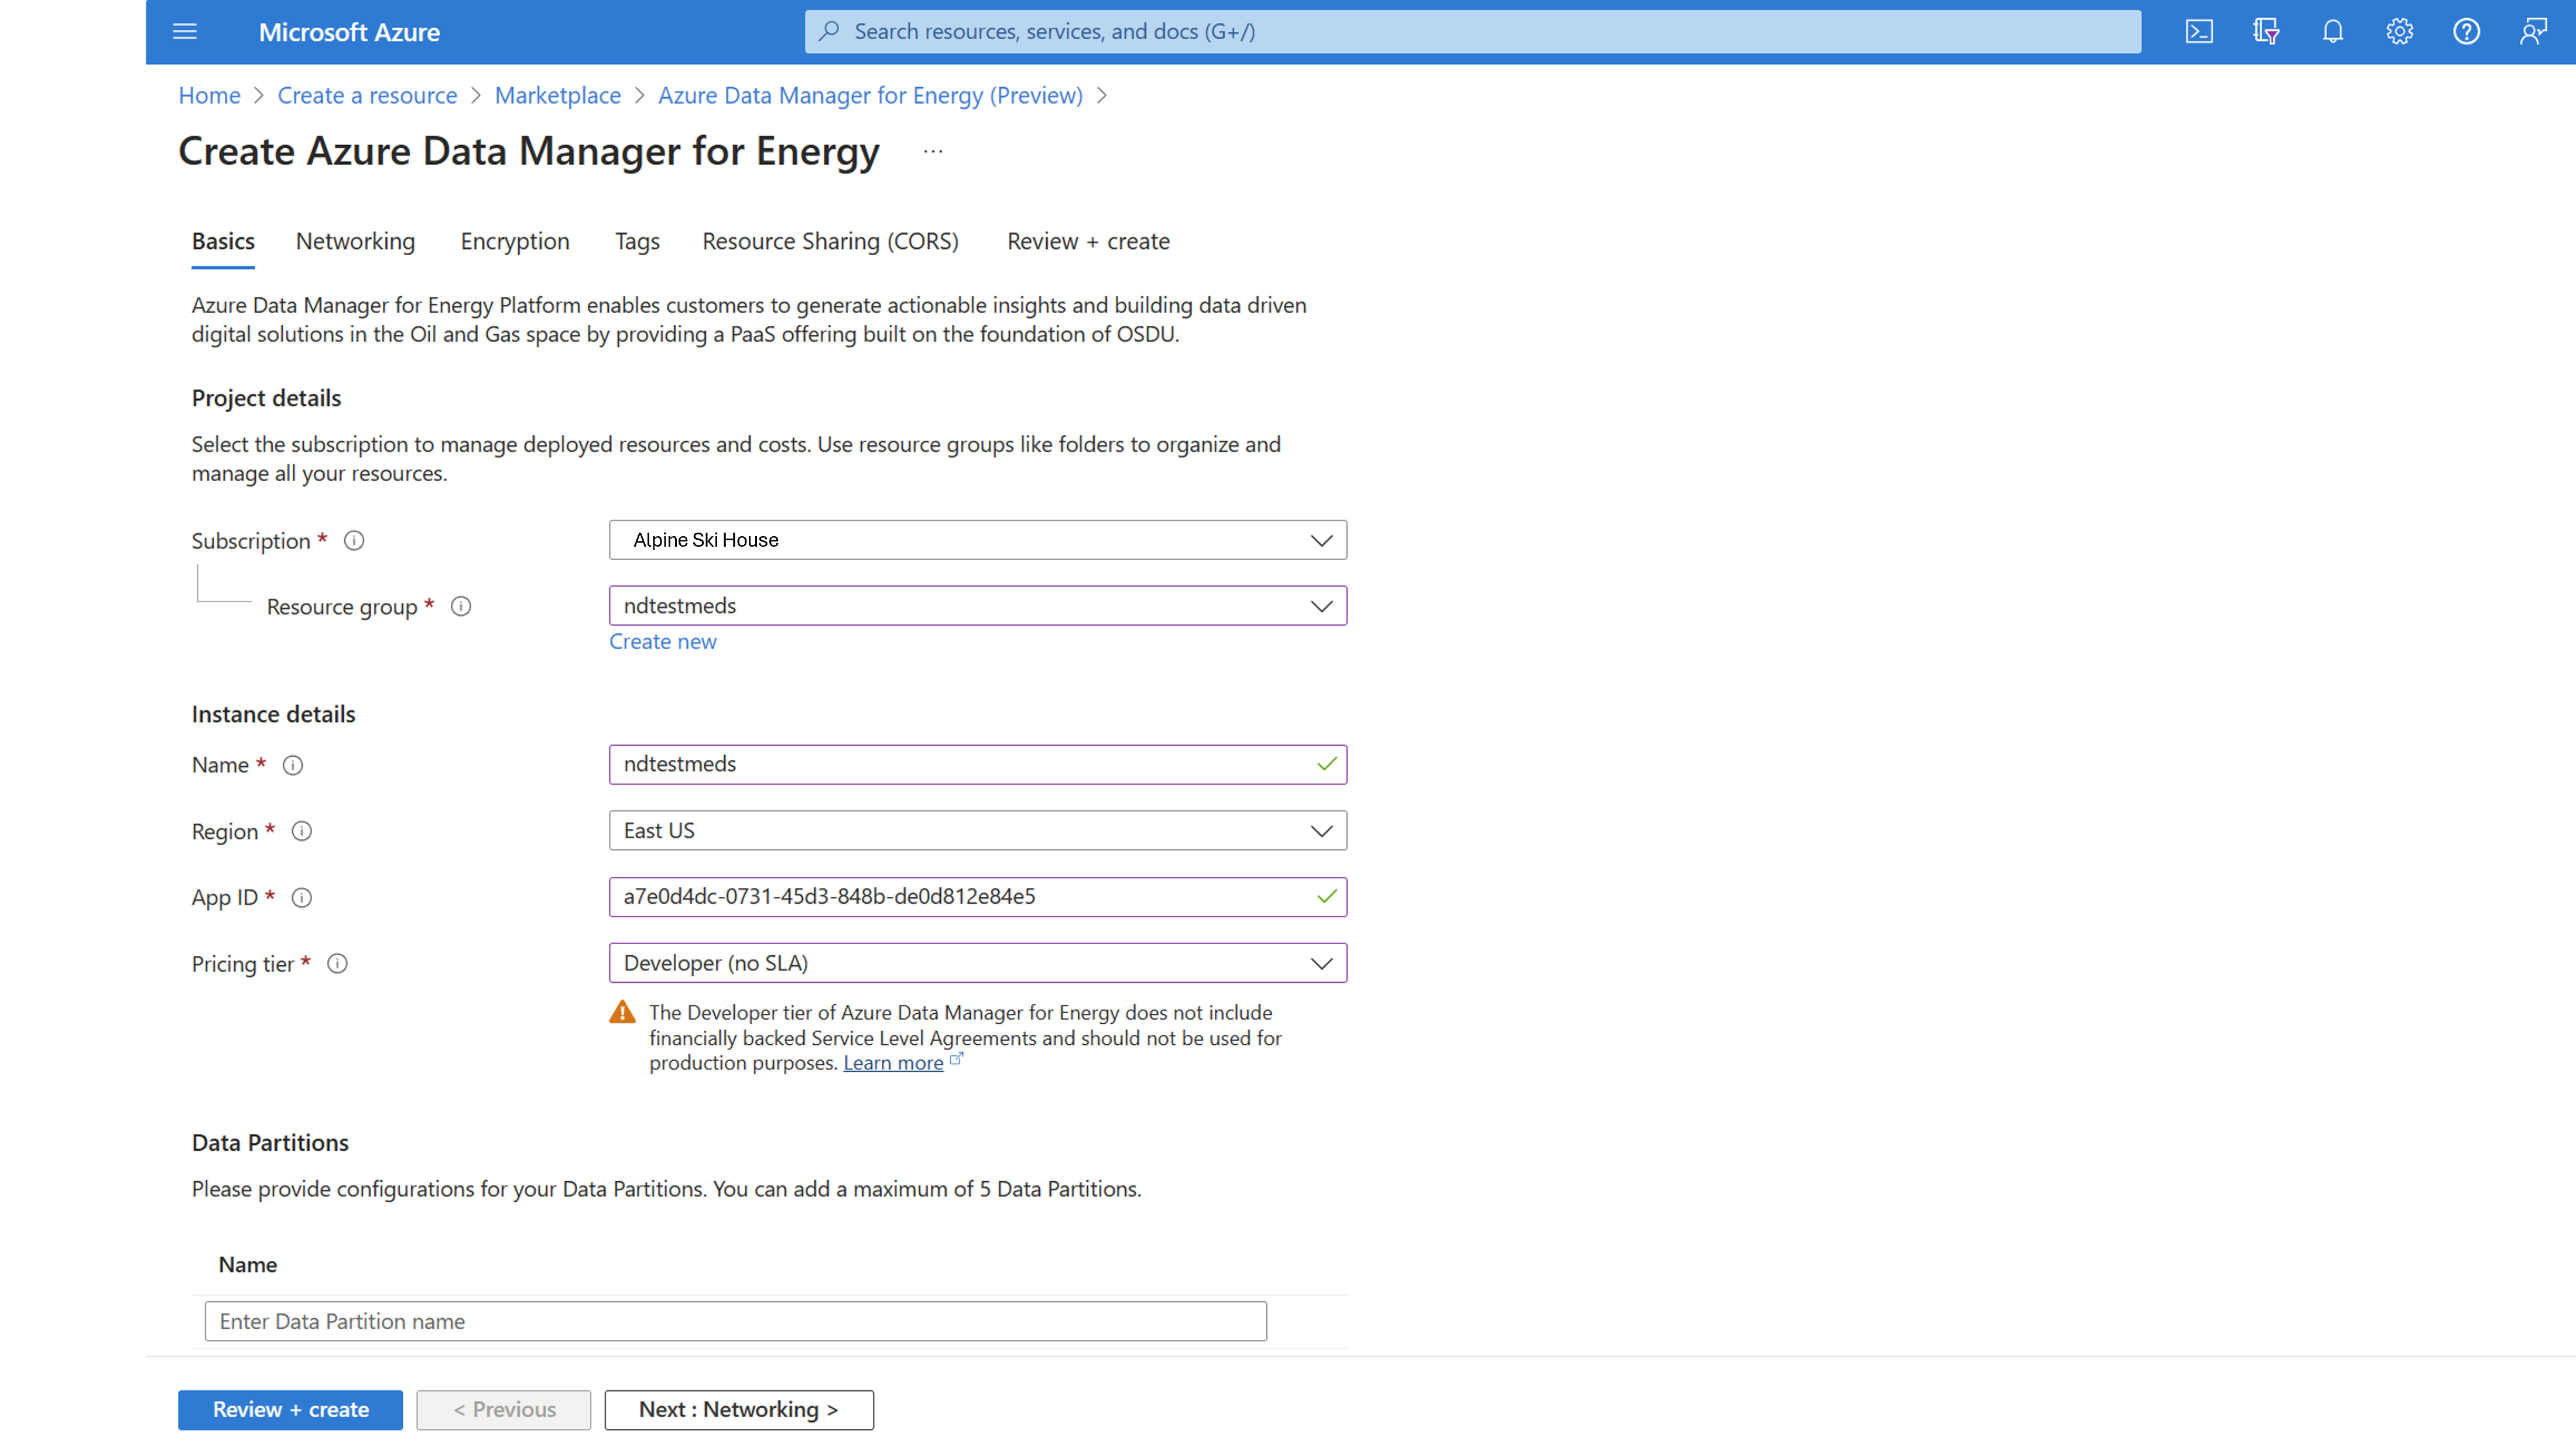 Microsoft Azure
Search resources, services, and docs (G+/)
Home > Create a resource > Marketplace > Azure Data Manager for Energy (Preview) >
Create Azure Data Manager for Energy ...
Basics Networking Encryption Tags Resource Sharing (CORS) Review + create
Azure Data Manager for Energy Platform enables customers to generate actionable insights and building data driven
digital solutions in the Oil and Gas space by providing a PaaS offering built on the foundation of OSDU.
Project details
Select the subscription to manage deployed resources and costs. Use resource groups like folders to organize and
manage all your resources.
Subscription * Alpine Ski House
Resource group * ndtestmeds
Create new
Instance details
Name * ndtestmeds
Region * East US
App ID * a7e0d4dc-0731-45d3-848b-de0d812e84e5
Pricing tier * Developer (no SLA)
The Developer tier of Azure Data Manager for Energy does not include
financially backed Service Level Agreements and should not be used for
production purposes. Learn more
Data Partitions
Please provide configurations for your Data Partitions. You can add a maximum of 5 Data Partitions.
Name
Enter Data Partition name
Review + create < Previous Next : Networking >